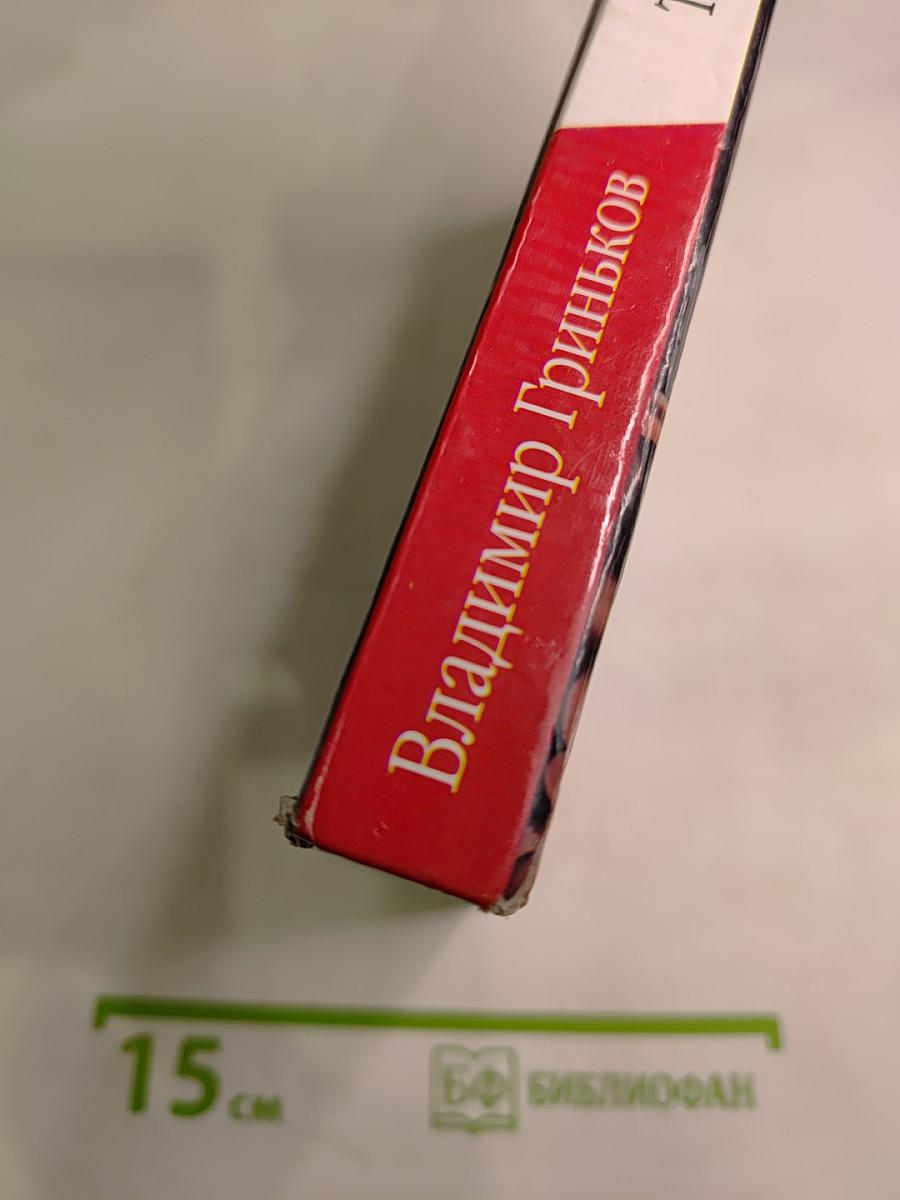 Владимир Гриньков
15 см
БФ БИБЛИОФАН